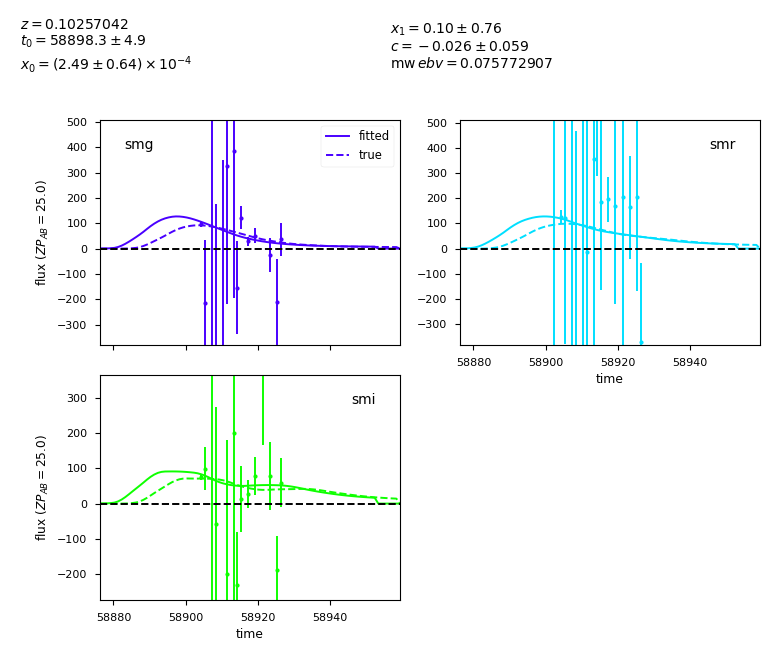 z = 0.10257042
t₀ = 58898.3 ± 4.9
x₀ = (2.49 ± 0.64) × 10⁻⁴
x₁ = 0.10 ± 0.76
c = −0.026 ± 0.059
mw ebv = 0.075772907
smg
fitted
true
500
400
300
200
100
0
−100
−200
−300
flux (ZP_AB = 25.0)
smr
500
400
300
200
100
0
−100
−200
−300
58880 58900 58920 58940
time
smi
300
200
100
0
−100
−200
flux (ZP_AB = 25.0)
58880 58900 58920 58940
time